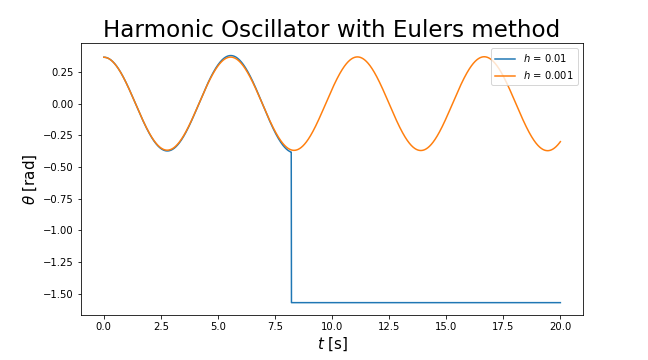 Harmonic Oscillator with Eulers method
h = 0.01
h = 0.001
θ [rad]
0.25
0.00
−0.25
−0.50
−0.75
−1.00
−1.25
−1.50
0.0 2.5 5.0 7.5 10.0 12.5 15.0 17.5 20.0
t [s]